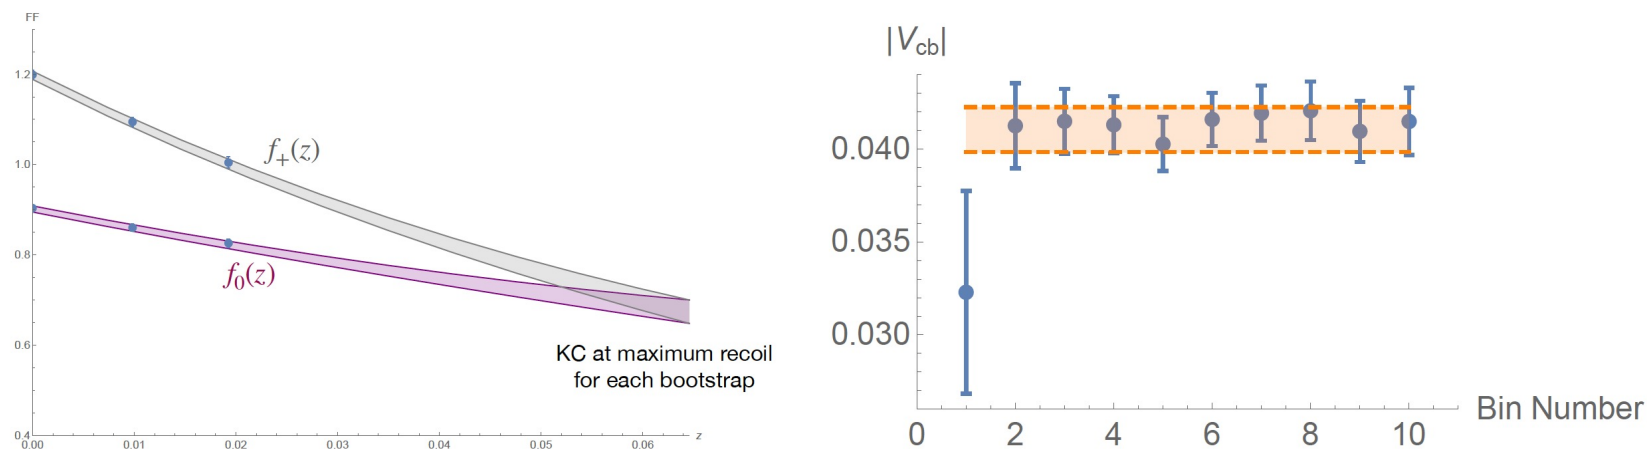 FF
1.2
1.0
0.8
0.6
0.4
f₊(z)
f₀(z)
KC at maximum recoil
for each bootstrap
0.00 0.01 0.02 0.03 0.04 0.05 0.06 z
|Vcb|
0.040
0.035
0.030
0 2 4 6 8 10 Bin Number